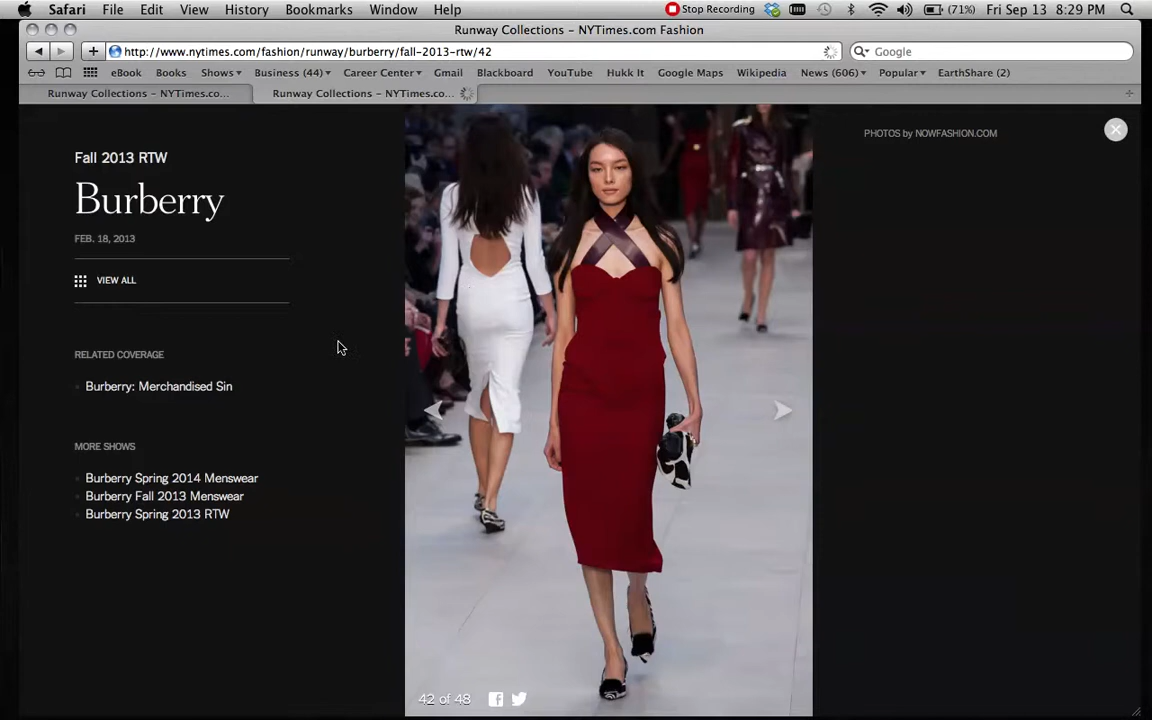 Safari File Edit View History Bookmarks Window Help Stop Recording (71%) Fri Sep 13 8:29 PM
Runway Collections – NYTimes.com Fashion
http://www.nytimes.com/fashion/runway/burberry/fall-2013-rtw/42 Google
eBook Books Shows Business (44) Career Center Gmail Blackboard YouTube Hukk It Google Maps Wikipedia News (606) Popular EarthShare (2)
Runway Collections – NYTimes.co... Runway Collections – NYTimes.co...
PHOTOS by NOWFASHION.COM
Fall 2013 RTW
Burberry
FEB. 18, 2013
VIEW ALL
RELATED COVERAGE
Burberry: Merchandised Sin
MORE SHOWS
Burberry Spring 2014 Menswear
Burberry Fall 2013 Menswear
Burberry Spring 2013 RTW
42 of 48